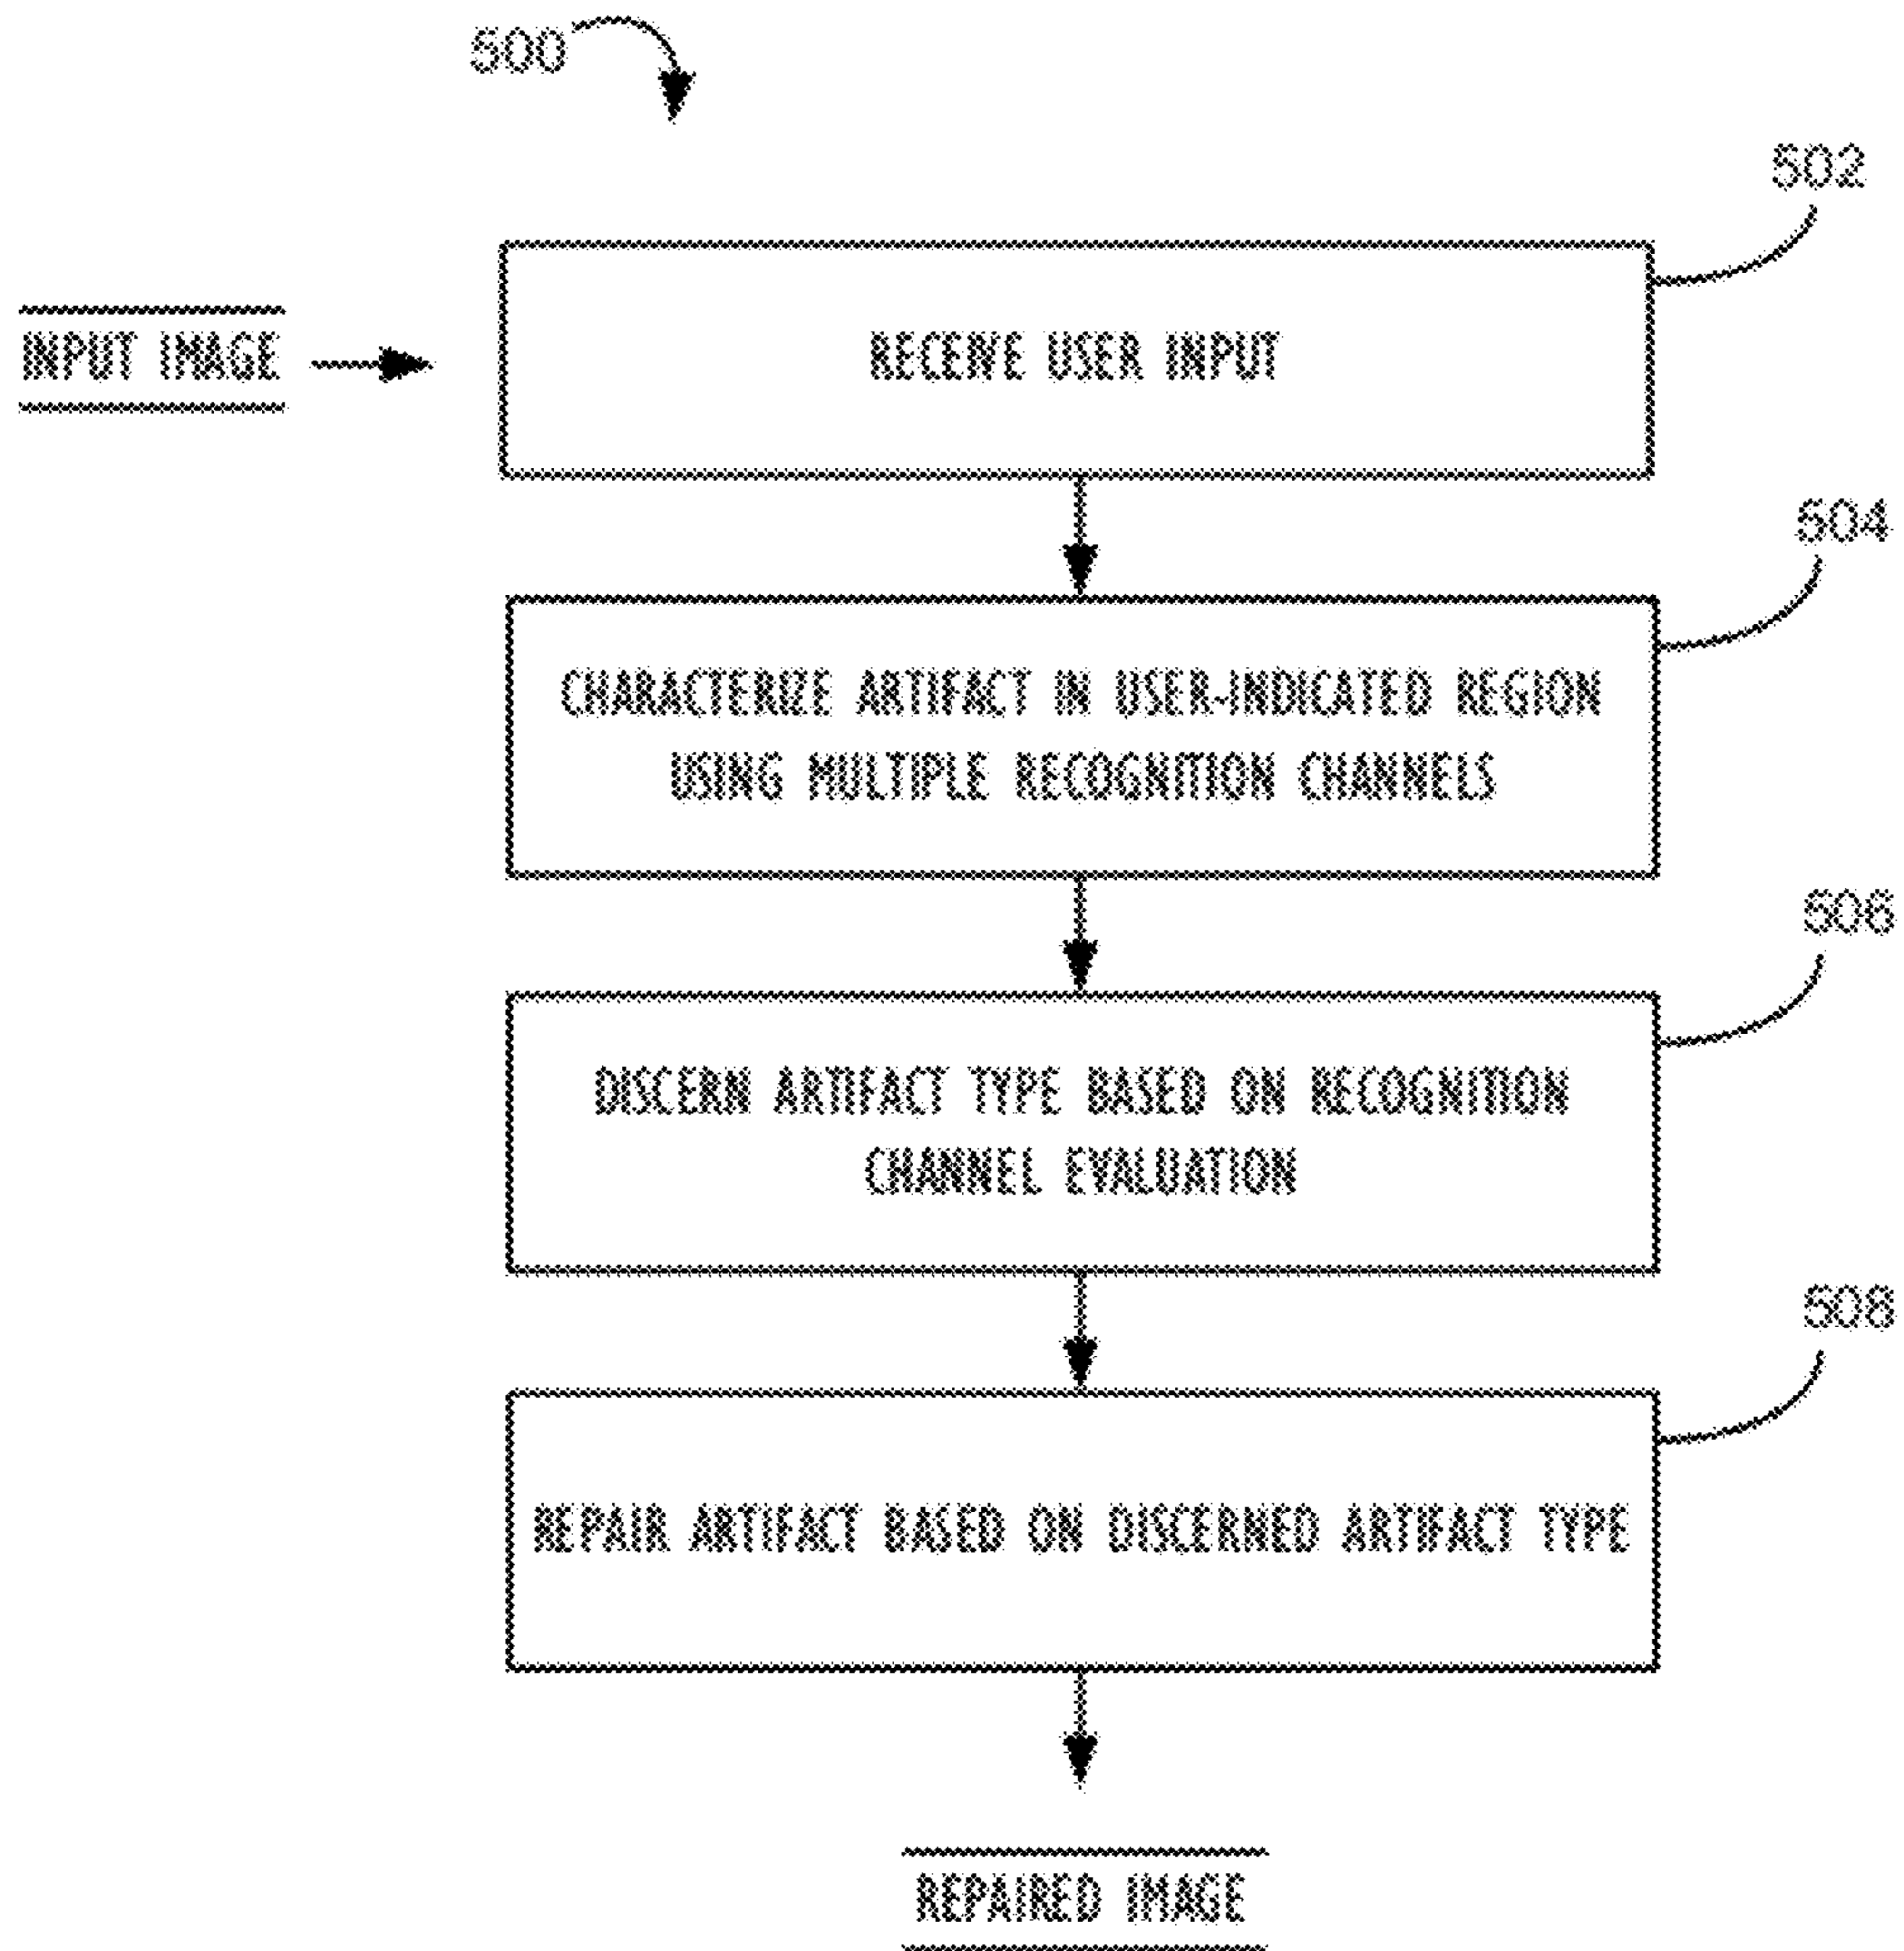 500
502
INPUT IMAGE
RECEIVE USER INPUT
504
CHARACTERIZE ARTIFACT IN USER-INDICATED REGION
USING MULTIPLE RECOGNITION CHANNELS
506
DISCERN ARTIFACT TYPE BASED ON RECOGNITION
CHANNEL EVALUATION
508
REPAIR ARTIFACT BASED ON DISCERNED ARTIFACT TYPE
REPAIRED IMAGE